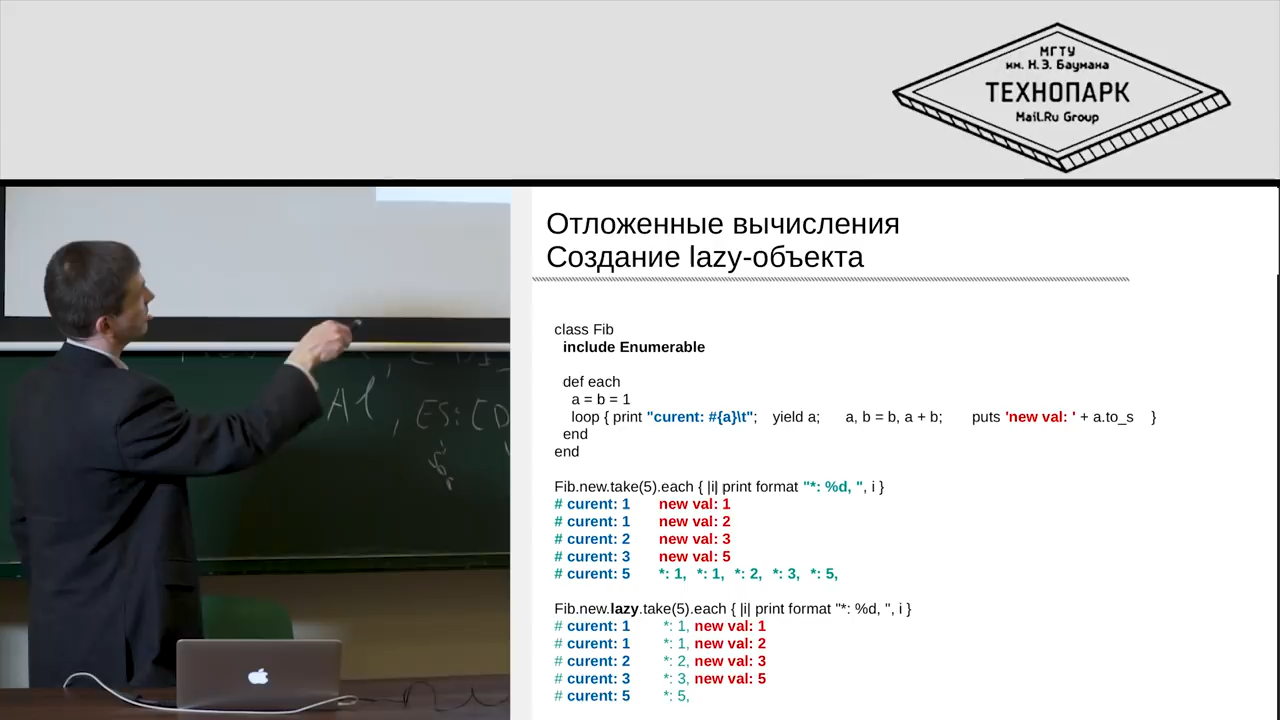 МГТУ
им. Н.Э. Баумана
ТЕХНОПАРК
Mail.Ru Group
Отложенные вычисления
Создание lazy-объекта
class Fib
include Enumerable
def each
a = b = 1
loop { print "curent: #{a}\t"; yield a; a, b = b, a + b; puts 'new val: ' + a.to_s }
end
end
Fib.new.take(5).each { |i| print format "*: %d, ", i }
# curent: 1 new val: 1
# curent: 1 new val: 2
# curent: 2 new val: 3
# curent: 3 new val: 5
# curent: 5 *: 1, *: 1, *: 2, *: 3, *: 5,
Fib.new.lazy.take(5).each { |i| print format "*: %d, ", i }
# curent: 1 *: 1, new val: 1
# curent: 1 *: 1, new val: 2
# curent: 2 *: 2, new val: 3
# curent: 3 *: 3, new val: 5
# curent: 5 *: 5,